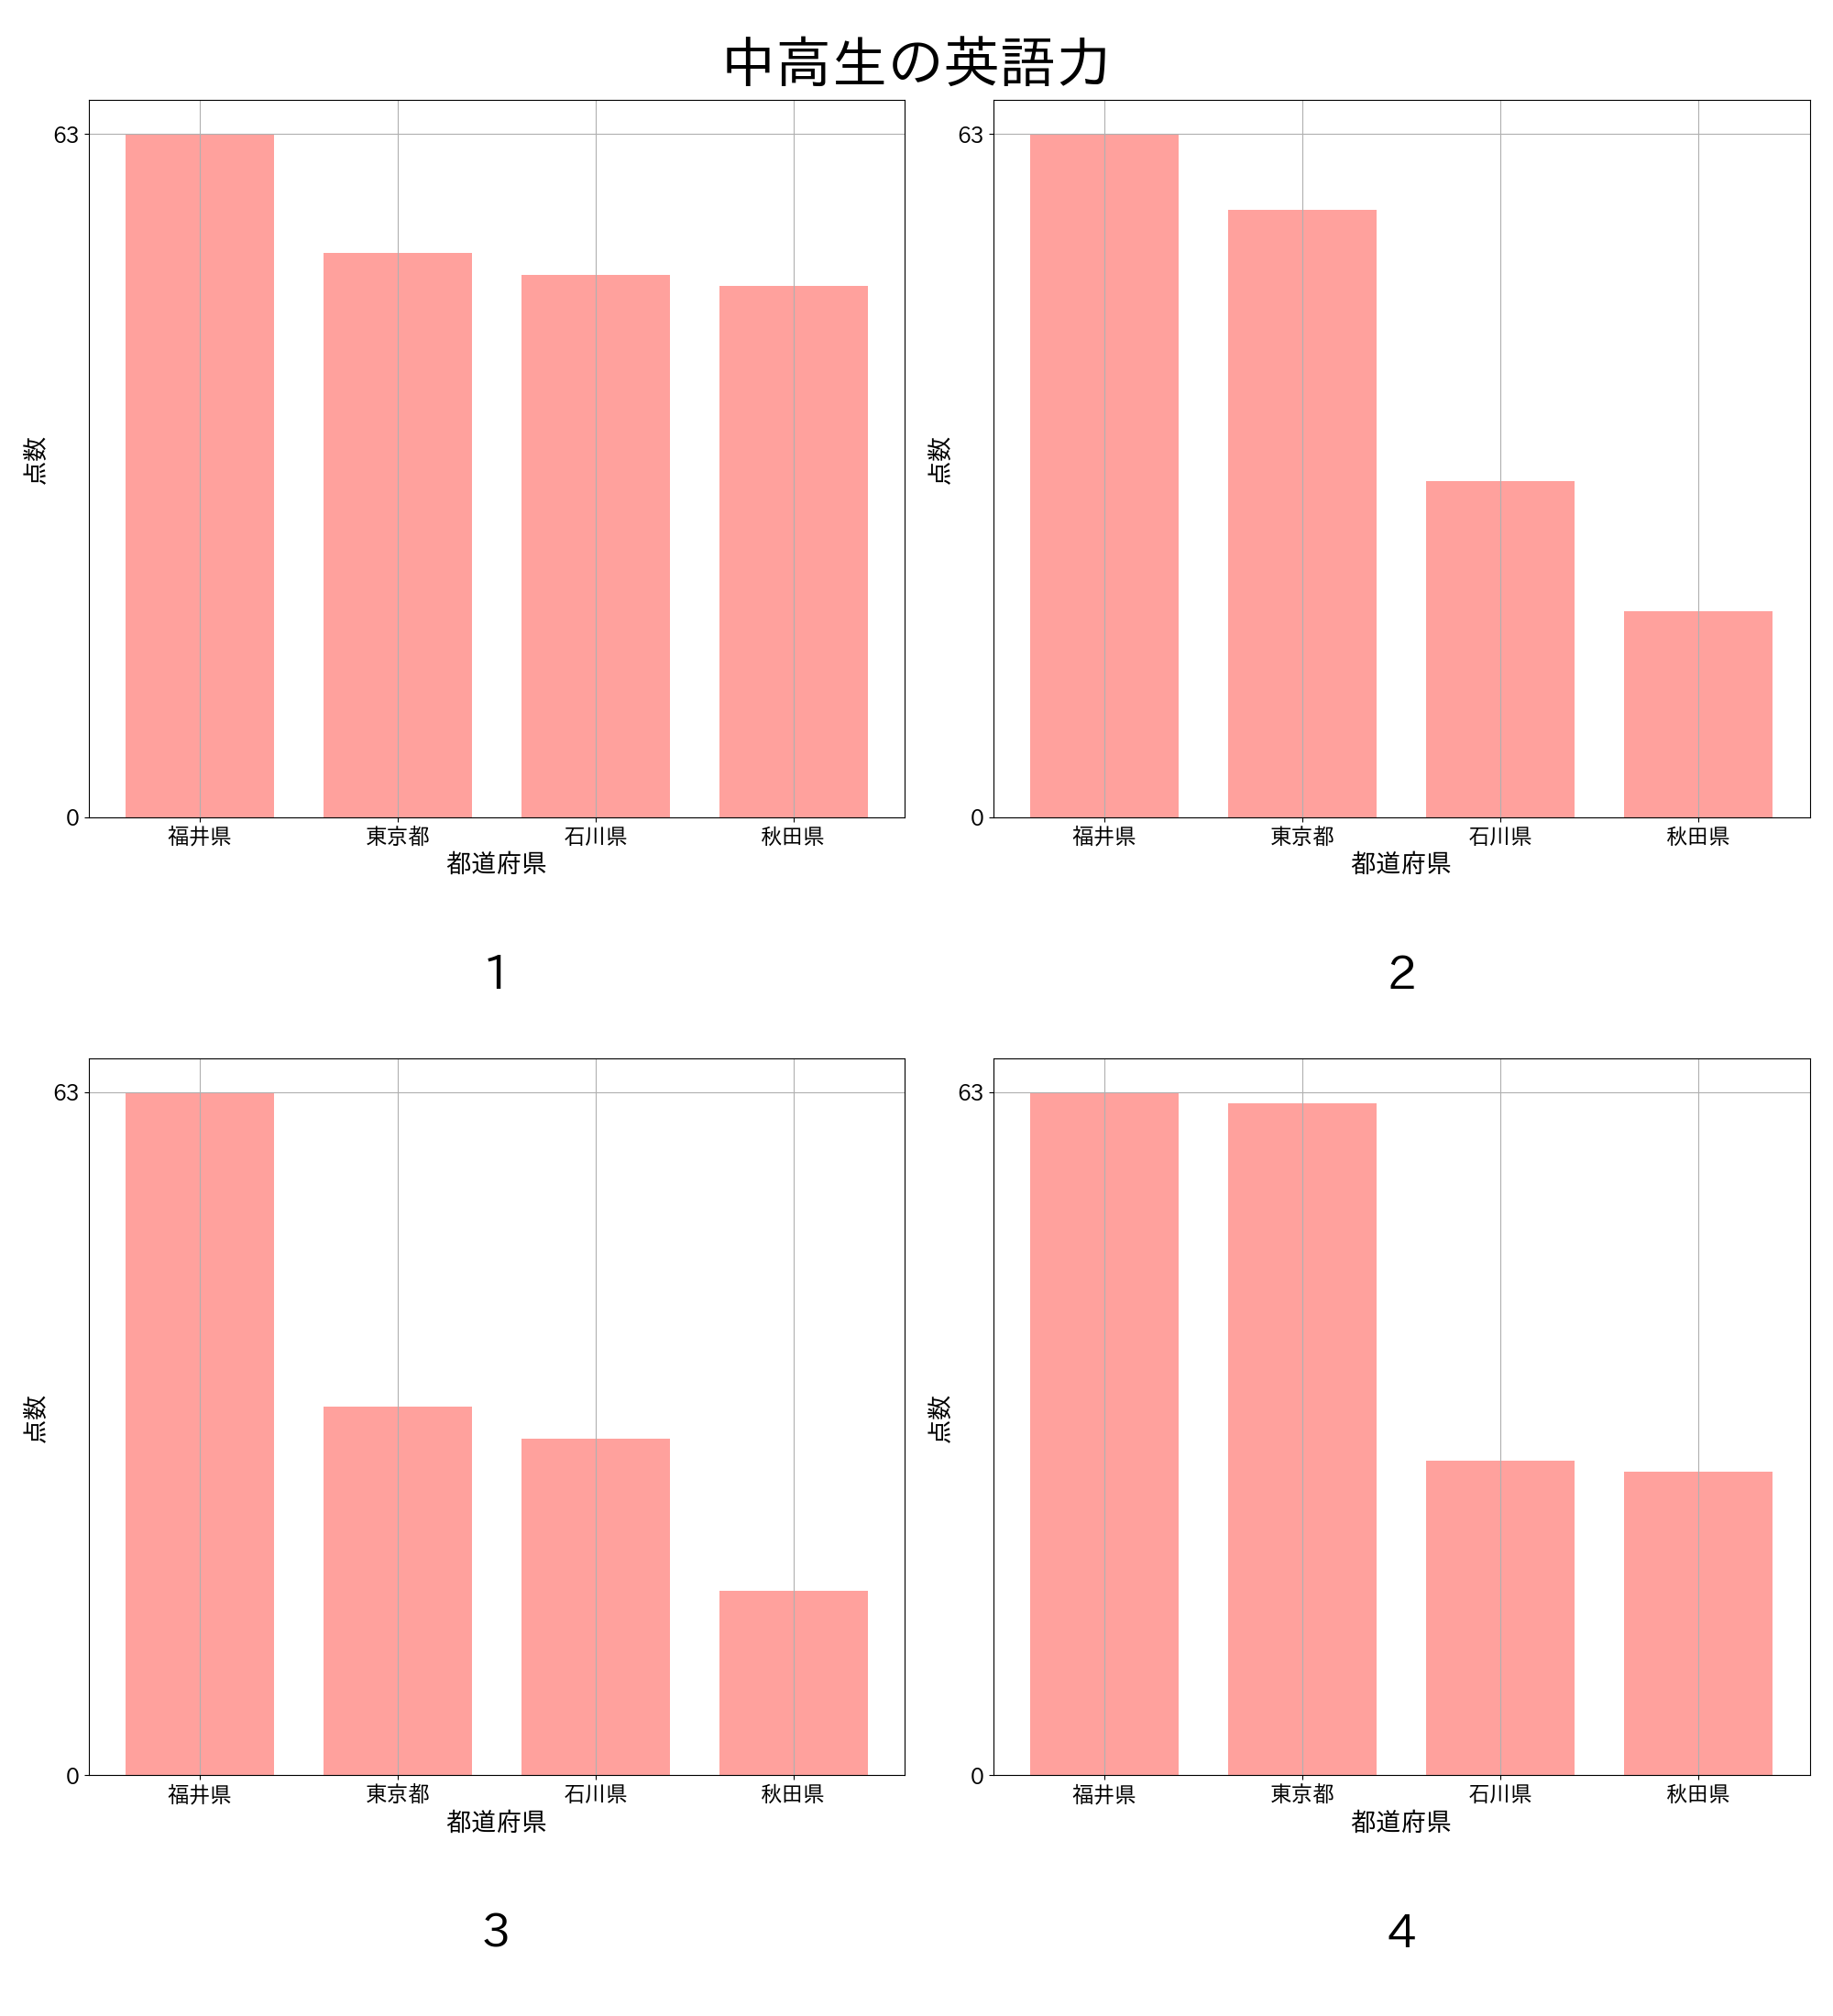 中高生の英語力
63
点数
0
福井県 東京都 石川県 秋田県
都道府県
1
63
点数
0
福井県 東京都 石川県 秋田県
都道府県
2
63
点数
0
福井県 東京都 石川県 秋田県
都道府県
3
63
点数
0
福井県 東京都 石川県 秋田県
都道府県
4